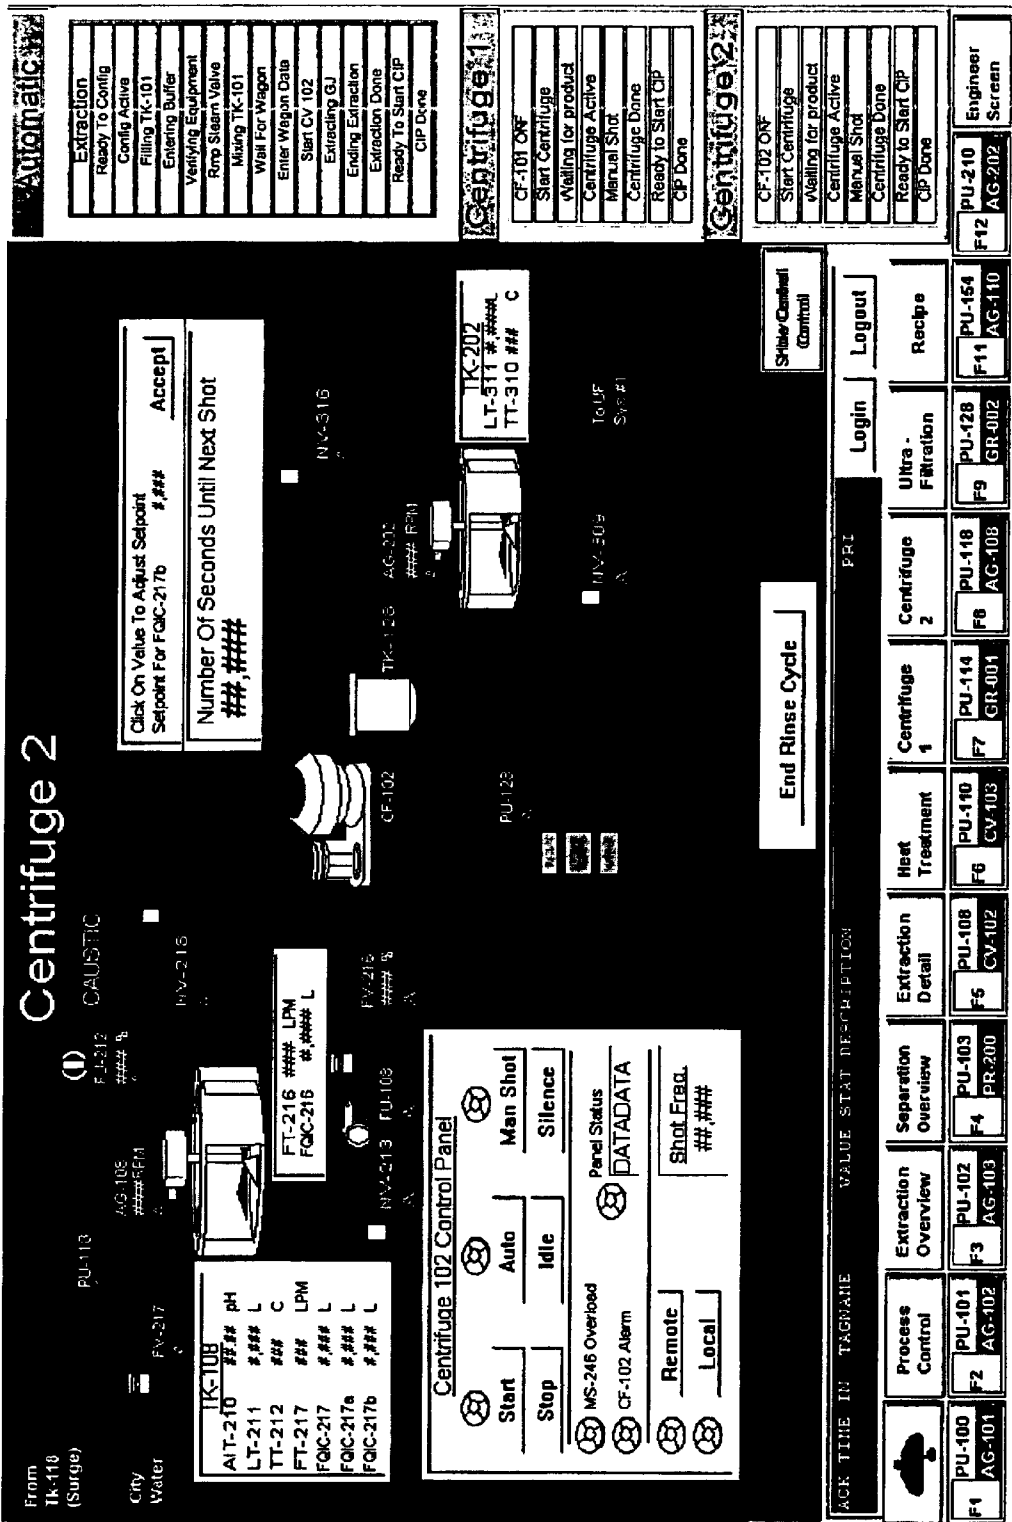 Centrifuge 2
From
Tk-118
(Surge)
City
Water
FV-217
PU-113
AG-108
####RPM
A
CAUSTIC
NV-216
Click On Value To Adjust Setpoint
Setpoint For FQIC-217b #,###
Accept
Number Of Seconds Until Next Shot
##,###
TK-108
AIT-210 ##.## pH
LT-211 #,### L
TT-212 ### C
FT-217 ### LPM
FQIC-217 #,### L
FQIC-217a #,### L
FQIC-217b #,### L
FT-216 ### LPM
FQIC-216 #,### L
PU-108
#### %
CF-102
TK-126
AG-202
#### RPM
A
NV-316
A
TK-202
LT-311 #,###L
TT-310 ### C
PU-123
NV-309
A
To UF
Sys #1
Centrifuge 102 Control Panel
Start
Auto
Man Shot
Stop
Idle
Silence
MS-246 Overload
CF-102 Alarm
Panel Status
DATADATA
Remote
Local
Shot Freq.
##,###
End Rinse Cycle
ACK TIME IN TAGNAME VALUE STAT DESCRIPTION PRI
Login
Logout
Process
Control
Extraction
Overview
Separation
Overview
Extraction
Detail
Heat
Treatment
Centrifuge
1
Centrifuge
2
Ultra -
Filtration
Recipe
F1 PU-100
AG-101
F2 PU-101
AG-102
F3 PU-102
AG-103
F4 PU-103
PR-200
F5 PU-108
CV-102
F6 PU-110
CV-103
F7 PU-114
GR-001
F8 PU-118
AG-108
F9 PU-128
GR-002
F11 PU-154
AG-110
F12 PU-210
AG-202
Engineer
Screen
Automatic
Extraction
Ready To Config
Config Active
Filling TK-101
Entering Buffer
Verifying Equipment
Rmp Steam Valve
Mixing TK-101
Wait For Wagon
Enter Wagon Data
Start CV 102
Extracting GJ
Ending Extraction
Extraction Done
Ready To Start CIP
CIP Done
Centrifuge 1
CF-101 OFF
Start Centrifuge
Waiting for product
Centrifuge Active
Manual Shot
Centrifuge Done
Ready to Start CIP
CIP Done
Centrifuge 2
CF-102 OFF
Start Centrifuge
Waiting for product
Centrifuge Active
Manual Shot
Centrifuge Done
Ready to Start CIP
CIP Done